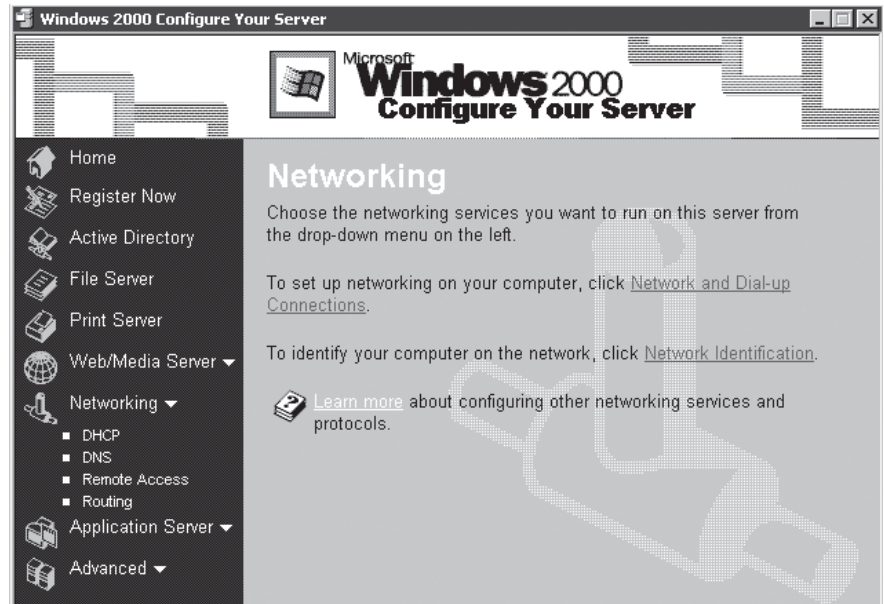 Windows 2000 Configure Your Server
Microsoft
Windows 2000
Configure Your Server
Home
Register Now
Active Directory
File Server
Print Server
Web/Media Server
Networking
DHCP
DNS
Remote Access
Routing
Application Server
Advanced
Networking
Choose the networking services you want to run on this server from
the drop-down menu on the left.
To set up networking on your computer, click Network and Dial-up
Connections.
To identify your computer on the network, click Network Identification.
Learn more about configuring other networking services and
protocols.